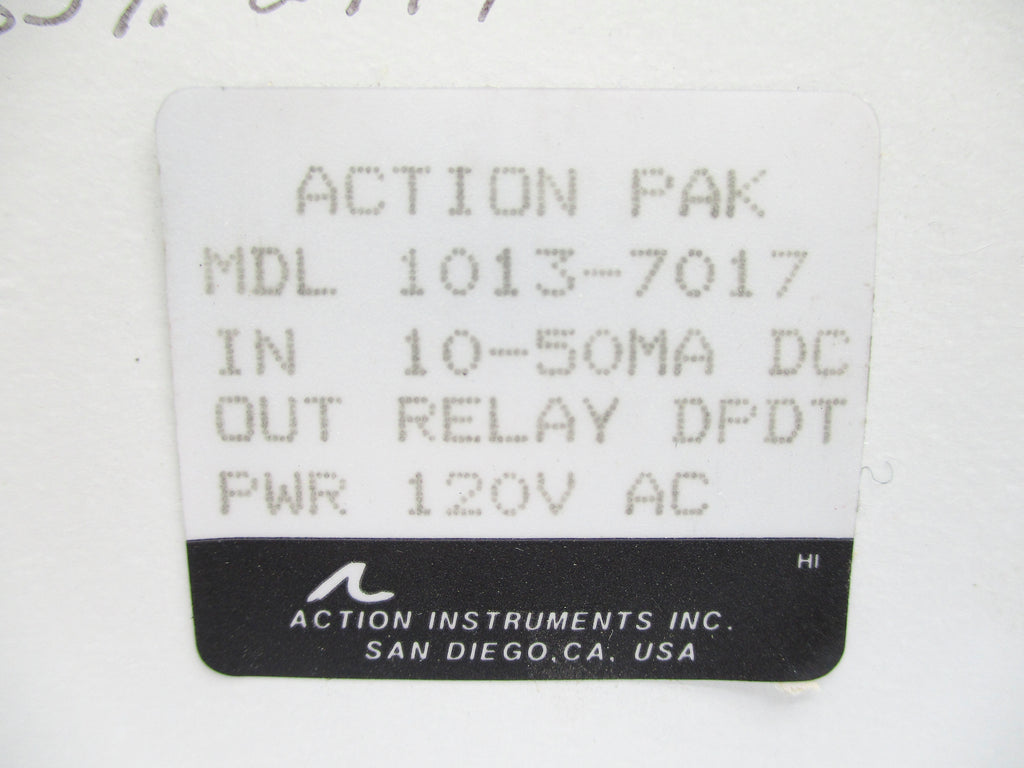 ACTION PAK
MDL 1013-7017
IN 10-50MA DC
OUT RELAY DPDT
PWR 120V AC
HI
ACTION INSTRUMENTS INC.
SAN DIEGO, CA, USA